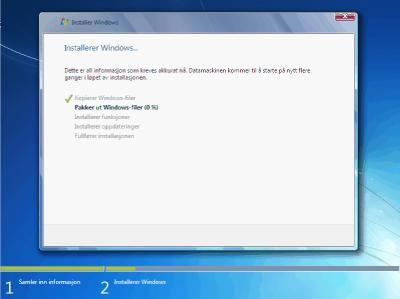 Installer Windows
Installerer Windows...
Dette er all informasjon som kreves akkurat nå. Datamaskinen kommer til å starte på nytt flere
ganger i løpet av installasjonen.
Kopierer Windows-filer
Pakker ut Windows-filer (0 %)
Installerer funksjoner
Installerer oppdateringer
Fullfører installasjonen
1 Samler inn informasjon
2 Installerer Windows